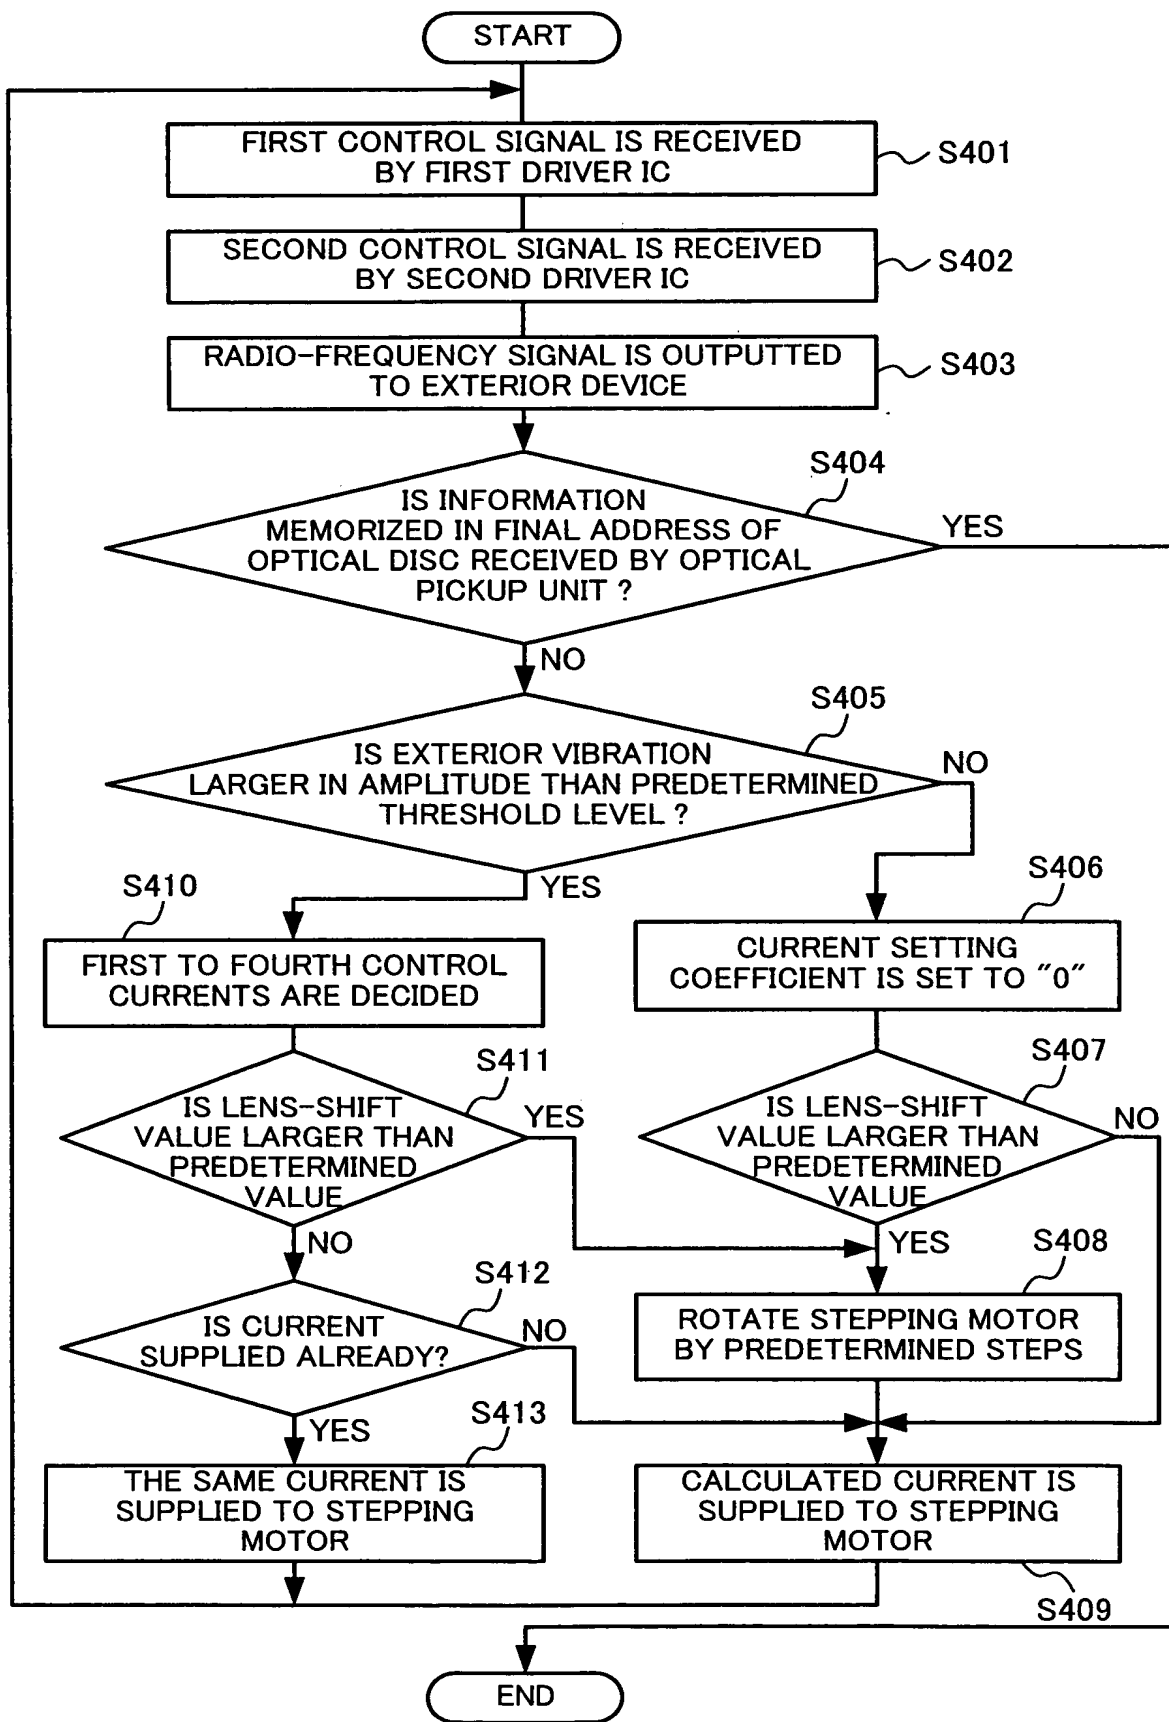 START
FIRST CONTROL SIGNAL IS RECEIVED
BY FIRST DRIVER IC
S401
SECOND CONTROL SIGNAL IS RECEIVED
BY SECOND DRIVER IC
S402
RADIO-FREQUENCY SIGNAL IS OUTPUTTED
TO EXTERIOR DEVICE
S403
S404
IS INFORMATION
MEMORIZED IN FINAL ADDRESS OF
OPTICAL DISC RECEIVED BY OPTICAL
PICKUP UNIT ?
YES
NO
S405
IS EXTERIOR VIBRATION
LARGER IN AMPLITUDE THAN PREDETERMINED
THRESHOLD LEVEL ?
NO
YES
S410
FIRST TO FOURTH CONTROL
CURRENTS ARE DECIDED
S406
CURRENT SETTING
COEFFICIENT IS SET TO "0"
S411
IS LENS-SHIFT
VALUE LARGER THAN
PREDETERMINED
VALUE
YES
NO
S407
IS LENS-SHIFT
VALUE LARGER THAN
PREDETERMINED
VALUE
NO
YES
S408
ROTATE STEPPING MOTOR
BY PREDETERMINED STEPS
S412
IS CURRENT
SUPPLIED ALREADY?
NO
YES
S413
THE SAME CURRENT IS
SUPPLIED TO STEPPING
MOTOR
CALCULATED CURRENT IS
SUPPLIED TO STEPPING
MOTOR
S409
END